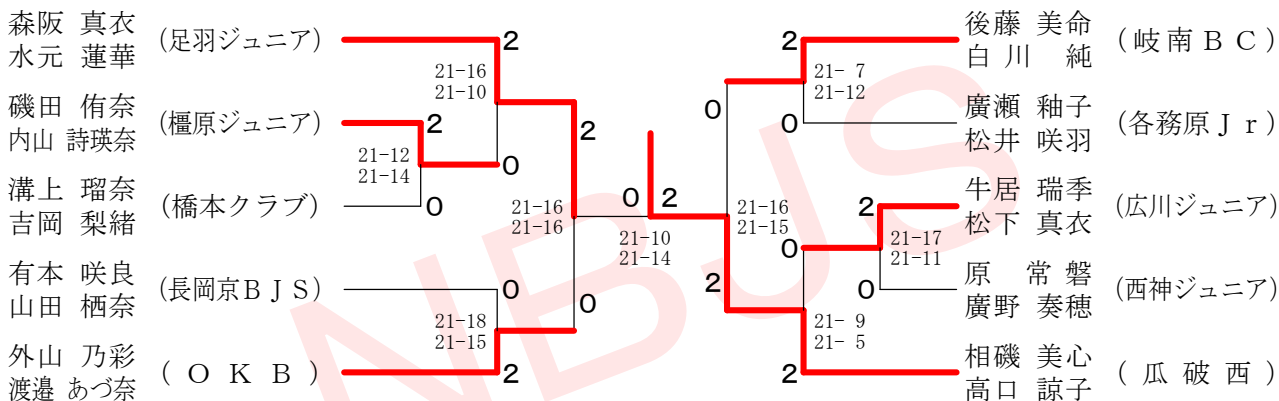 森阪 真衣
水元 蓮華
(足羽ジュニア)
2
21-16
21-10
磯田 侑奈
内山 詩瑛奈
(橿原ジュニア)
2
0
21-12
21-14
溝上 瑠奈
吉岡 梨緒
(橋本クラブ)
0
2
21-16
21-16
有本 咲良
山田 栖奈
(長岡京ＢＪＳ)
0
0
21-18
21-15
外山 乃彩
渡邉 あづ奈
(ＯＫＢ)
2
0 2
21-10
21-14
後藤 美命
白川 純
(岐南ＢＣ)
2
21- 7
21-12
0
廣瀬 釉子
松井 咲羽
(各務原Ｊｒ)
0
牛居 瑞季
松下 真衣
(広川ジュニア)
2
21-16
21-15
0
21-17
21-11
原 常磐
廣野 奏穂
(西神ジュニア)
0
2
21- 9
21- 5
相磯 美心
高口 諒子
(瓜破西)
2
NBJS